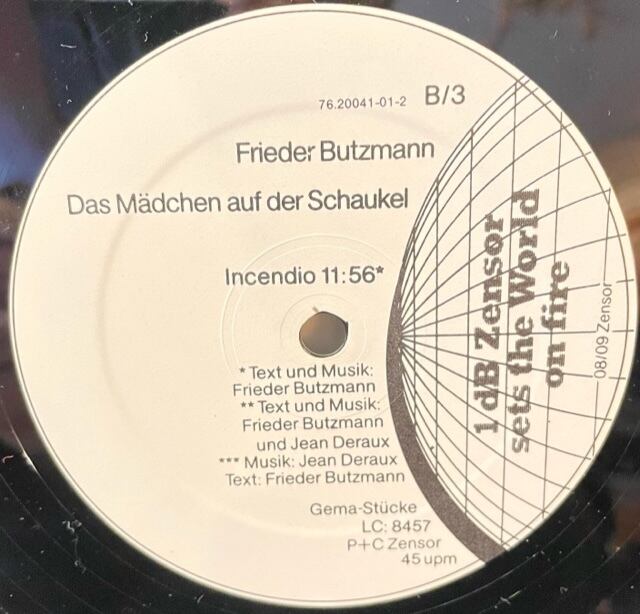 76.20041-01-2 B/3
Frieder Butzmann
Das Mädchen auf der Schaukel
Incendio 11:56*
* Text und Musik:
Frieder Butzmann
** Text und Musik:
Frieder Butzmann
und Jean Deraux
*** Musik: Jean Deraux
Text: Frieder Butzmann
Gema-Stücke
LC: 8457
P+C Zensor
45 upm
1 dB Zensor
sets the World
on fire
08/09 Zensor